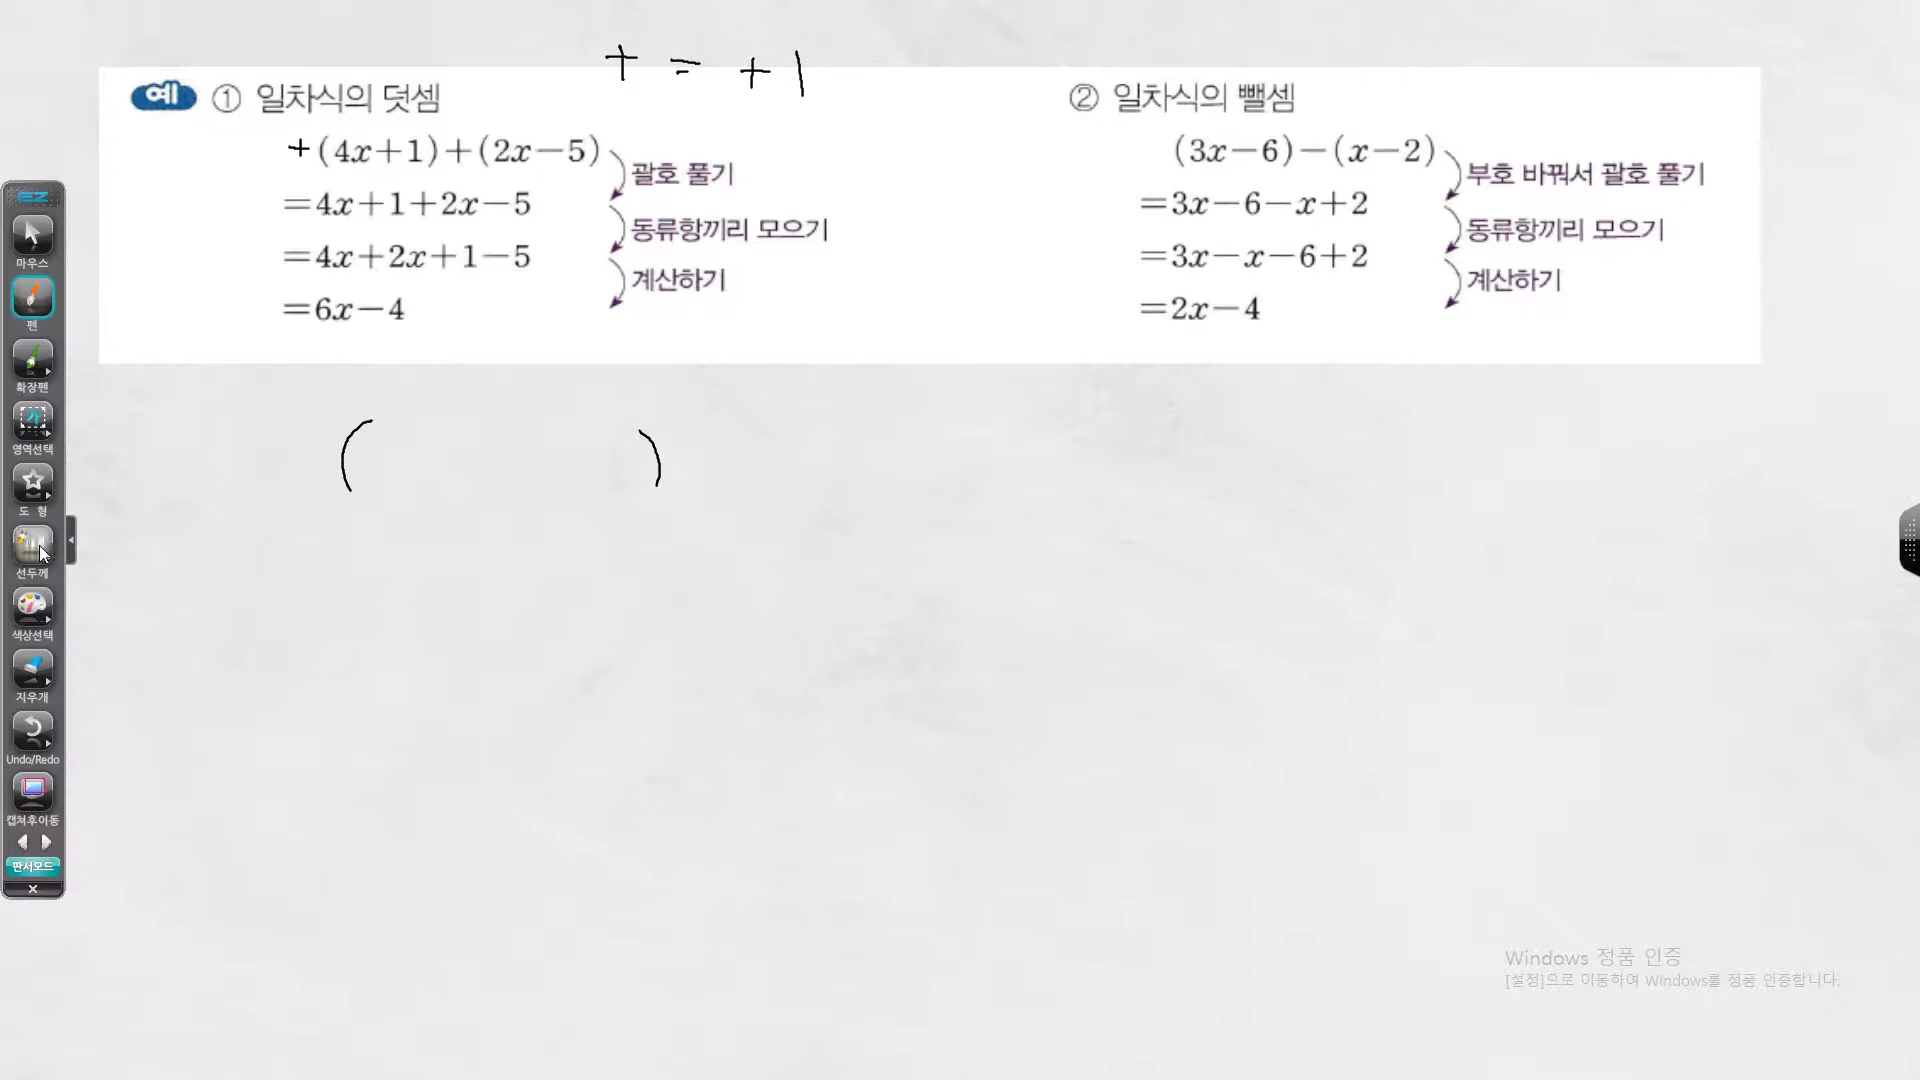 + = +1
예 ① 일차식의 덧셈
+(4x+1)+(2x-5)
괄호 풀기
=4x+1+2x-5
동류항끼리 모으기
=4x+2x+1-5
계산하기
=6x-4
② 일차식의 뺄셈
(3x-6)-(x-2)
부호 바꿔서 괄호 풀기
=3x-6-x+2
동류항끼리 모으기
=3x-x-6+2
계산하기
=2x-4
( )
EZ
마우스
펜
확장펜
가
영역선택
도 형
선두께
색상선택
지우개
Undo/Redo
캡쳐후이동
판서모드
x
Windows 정품 인증
[설정]으로 이동하여 Windows를 정품 인증합니다.